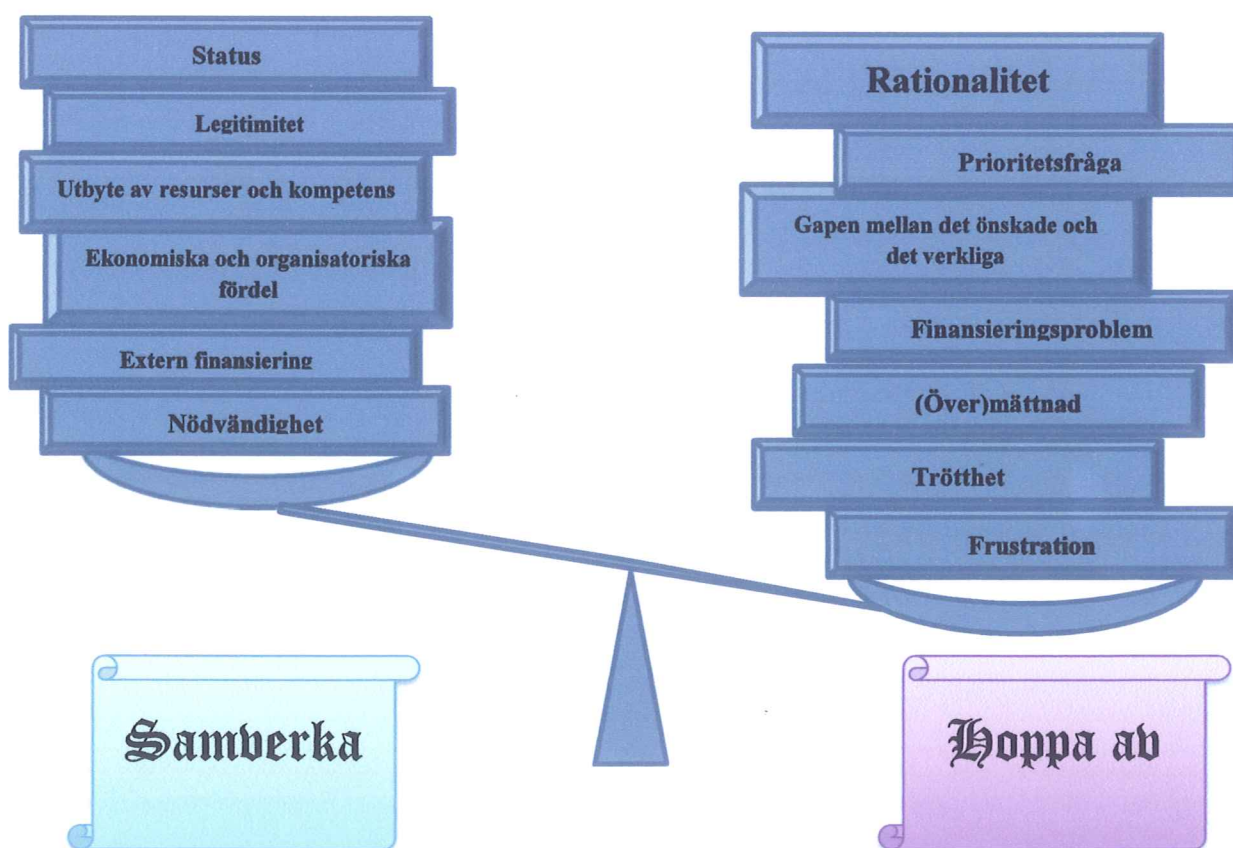 Status
Legitimitet
Utbyte av resurser och kompetens
Ekonomiska och organisatoriska
fördel
Extern finansiering
Nödvändighet
Samverka
Rationalitet
Prioritetsfråga
Gapen mellan det önskade och
det verkliga
Finansieringsproblem
(Över)mättnad
Trötthet
Frustration
Hoppa av